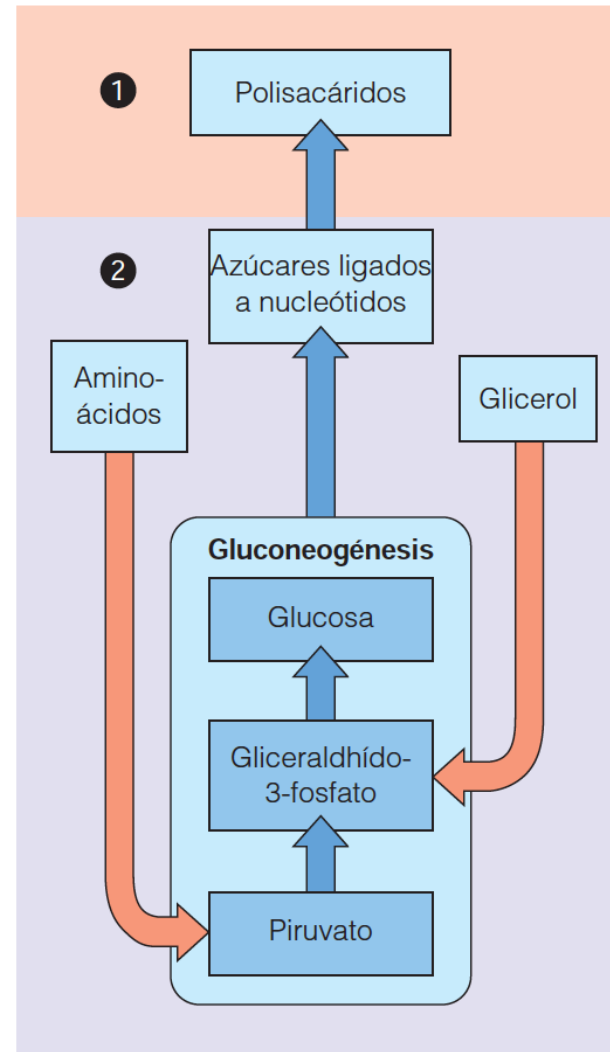 1
Polisacáridos
2
Azúcares ligados
a nucleótidos
Amino-
ácidos
Glicerol
Gluconeogénesis
Glucosa
Gliceraldhído-
3-fosfato
Piruvato